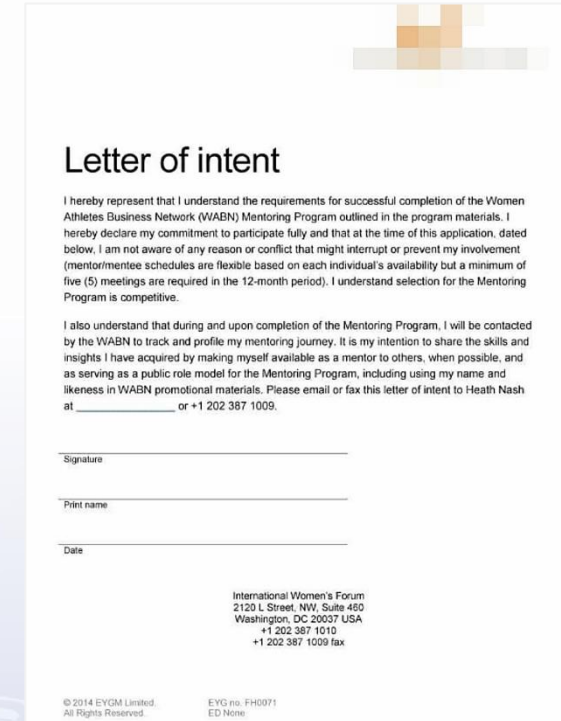 Letter of intent
I hereby represent that I understand the requirements for successful completion of the Women
Athletes Business Network (WABN) Mentoring Program outlined in the program materials. I
hereby declare my commitment to participate fully and that at the time of this application, dated
below, I am not aware of any reason or conflict that might interrupt or prevent my involvement
(mentor/mentee schedules are flexible based on each individual's availability but a minimum of
five (5) meetings are required in the 12-month period). I understand selection for the Mentoring
Program is competitive.
I also understand that during and upon completion of the Mentoring Program, I will be contacted
by the WABN to track and profile my mentoring journey. It is my intention to share the skills and
insights I have acquired by making myself available as a mentor to others, when possible, and
as serving as a public role model for the Mentoring Program, including using my name and
likeness in WABN promotional materials. Please email or fax this letter of intent to Heath Nash
at ________________ or +1 202 387 1009.
Signature
Print name
Date
International Women's Forum
2120 L Street, NW, Suite 460
Washington, DC 20037 USA
+1 202 387 1010
+1 202 387 1009 fax
© 2014 EYGM Limited. EYG no. FH0071
All Rights Reserved. ED None